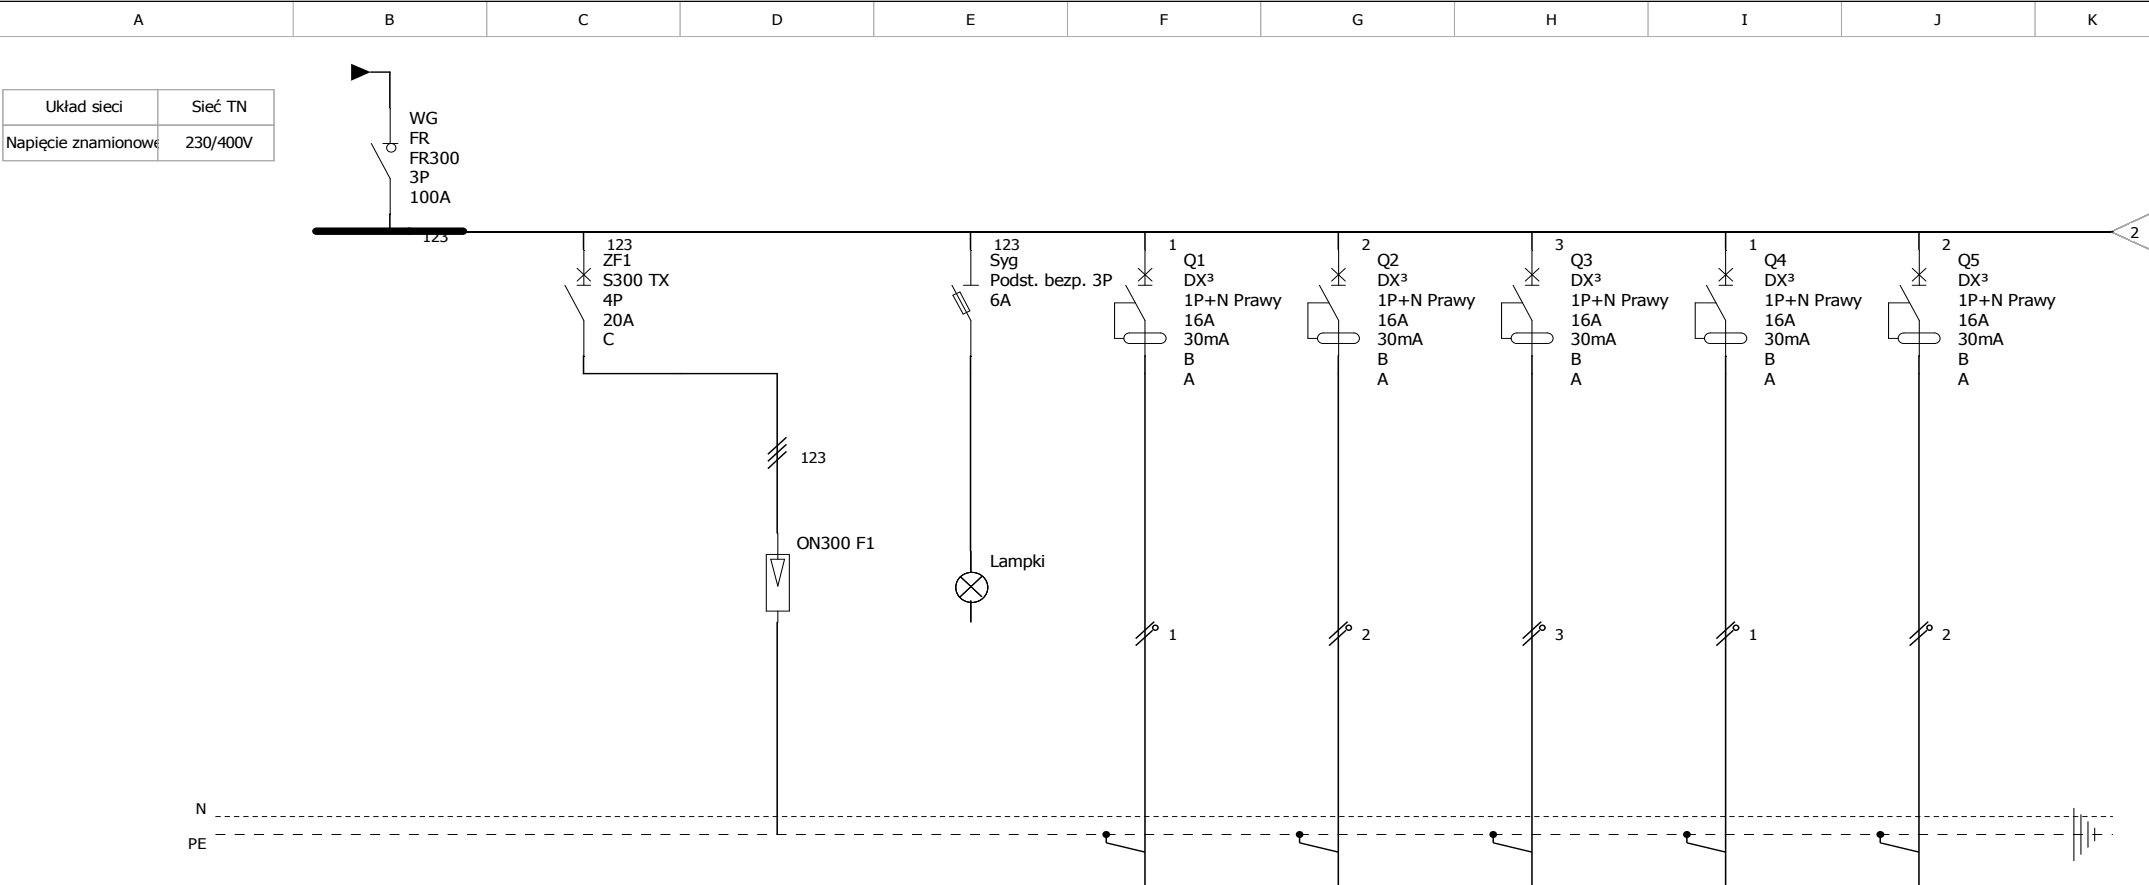 A B C D E F G H I J K
Układ sieci Sieć TN
Napięcie znamionowe 230/400V
WG
FR
FR300
3P
100A
123
123
ZF1
S300 TX
4P
20A
C
123
ON300 F1
123
Syg
Podst. bezp. 3P
6A
Lampki
1
Q1
DX³
1P+N Prawy
16A
30mA
B
A
1
2
Q2
DX³
1P+N Prawy
16A
30mA
B
A
2
3
Q3
DX³
1P+N Prawy
16A
30mA
B
A
3
1
Q4
DX³
1P+N Prawy
16A
30mA
B
A
1
2
Q5
DX³
1P+N Prawy
16A
30mA
B
A
2
2
N
PE